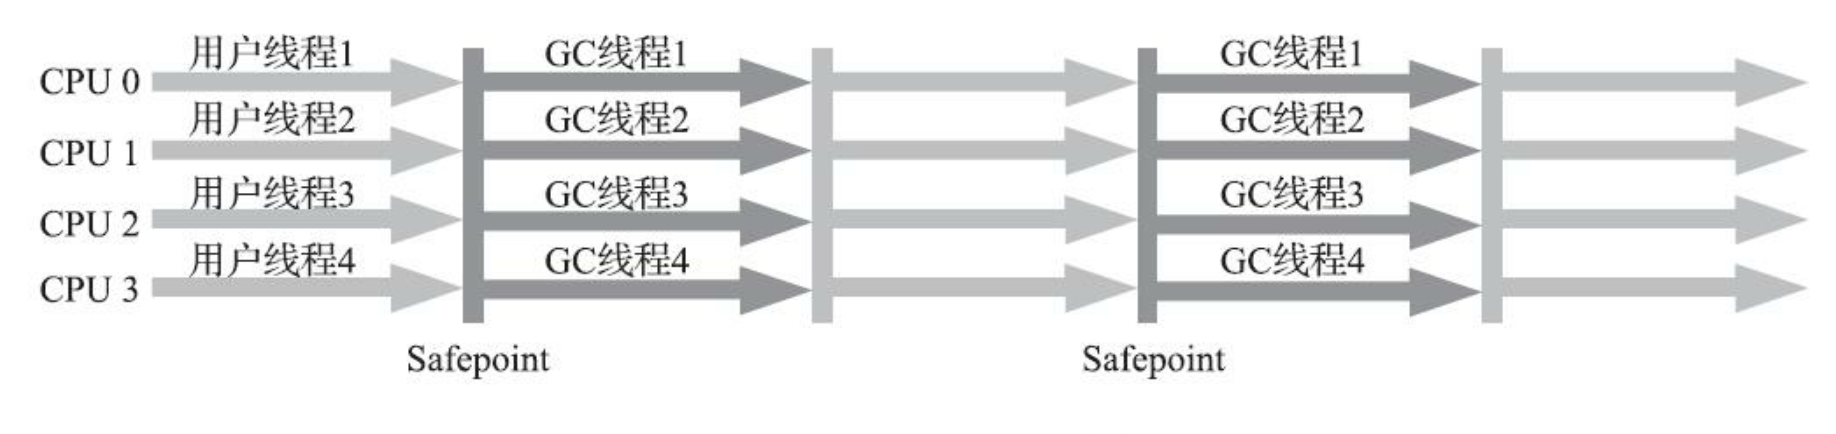 用户线程1 GC线程1 GC线程1
CPU 0
用户线程2 GC线程2 GC线程2
CPU 1
用户线程3 GC线程3 GC线程3
CPU 2
用户线程4 GC线程4 GC线程4
CPU 3
Safepoint Safepoint